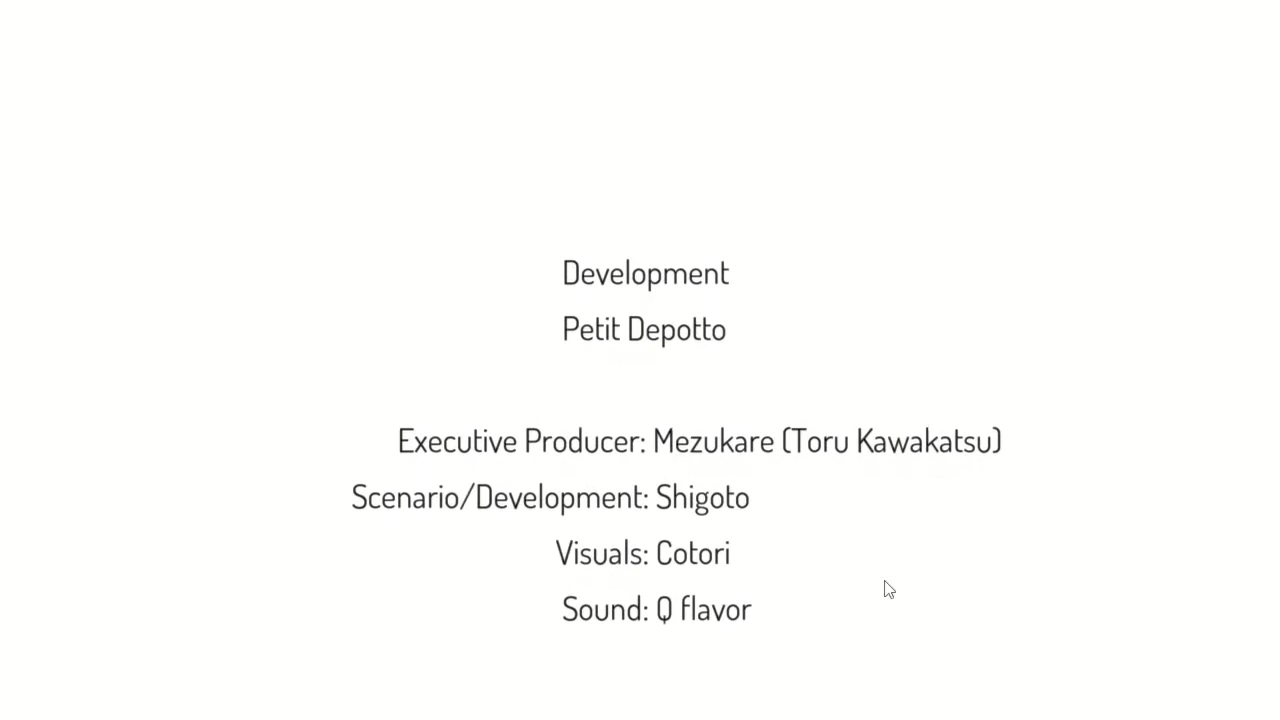 Development
Petit Depotto
Executive Producer: Mezukare (Toru Kawakatsu)
Scenario/Development: Shigoto
Visuals: Cotori
Sound: Q flavor